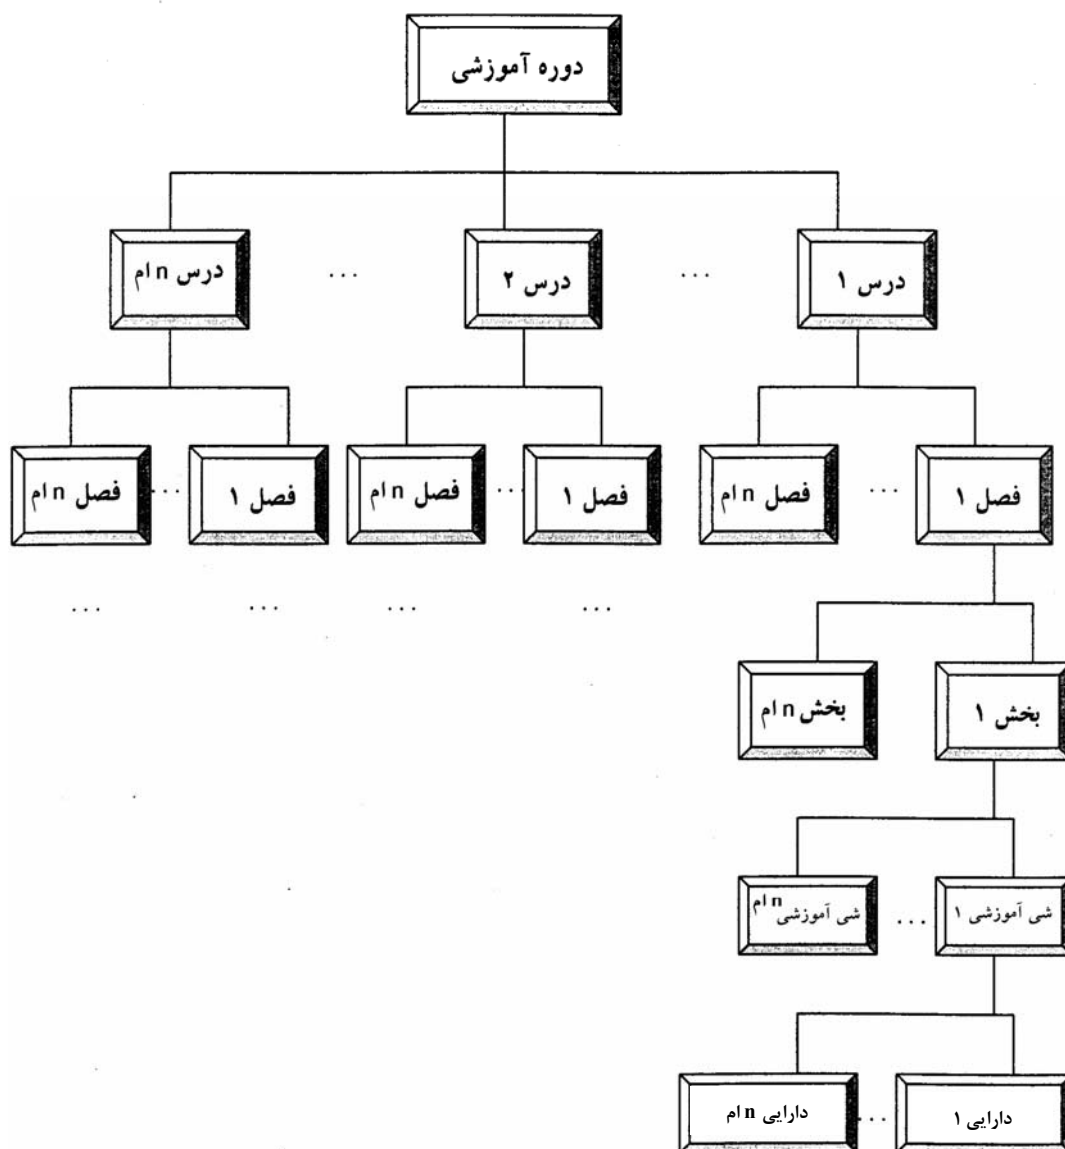 دوره آموزشی
درس ۱
...
درس ۲
...
درس n ام
فصل ۱
...
فصل n ام
فصل ۱
...
فصل n ام
فصل ۱
...
فصل n ام
...
...
...
...
بخش ۱
بخش n ام
شی آموزشی ۱
...
شی آموزشی n ام
دارایی ۱
...
دارایی n ام